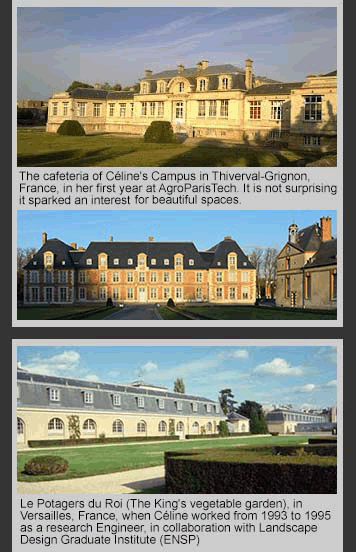 The cafeteria of Céline's Campus in Thiverval-Grignon,
France, in her first year at AgroParisTech. It is not surprising
it sparked an interest for beautiful spaces.
Le Potagers du Roi (The King's vegetable garden), in
Versailles, France, when Céline worked from 1993 to 1995
as a research Engineer, in collaboration with Landscape
Design Graduate Institute (ENSP)